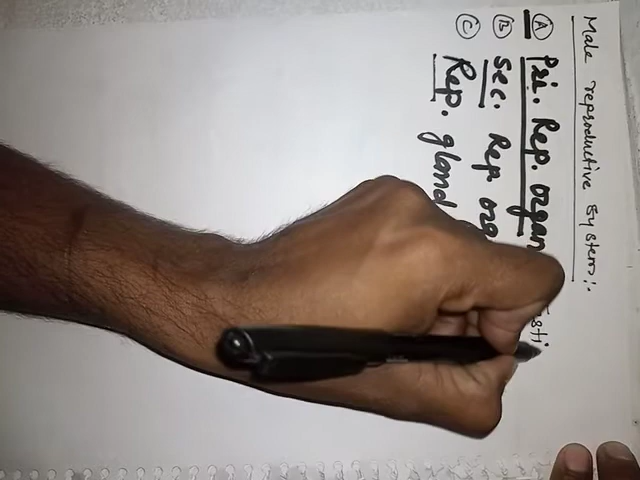 Male reproductive system:-
(A) Pri. Rep. organ
(B) Sec. Rep. org
(C) Rep. gland